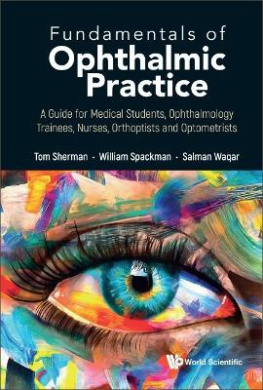 Fundamentals of
Ophthalmic
Practice
A Guide for Medical Students, Ophthalmology
Trainees, Nurses, Orthoptists and Optometrists
Tom Sherman • William Spackman • Salman Waqar
World Scientific